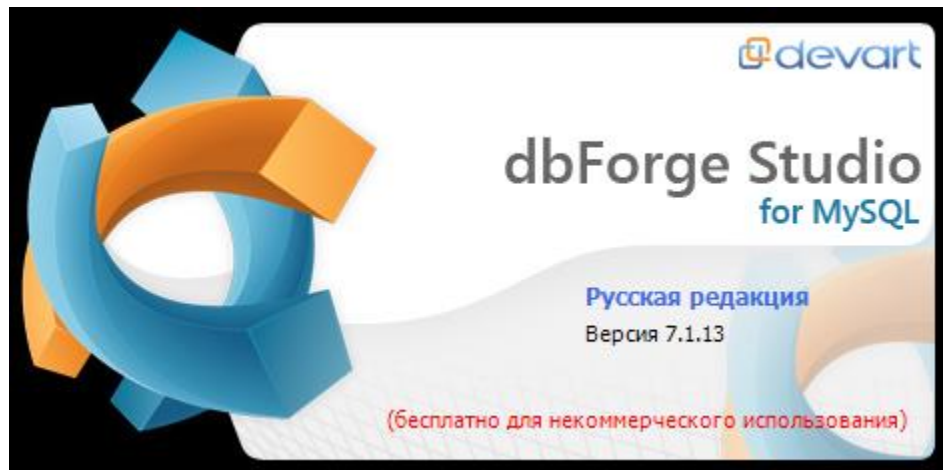 devart
dbForge Studio
for MySQL
Русская редакция
Версия 7.1.13
(бесплатно для некоммерческого использования)